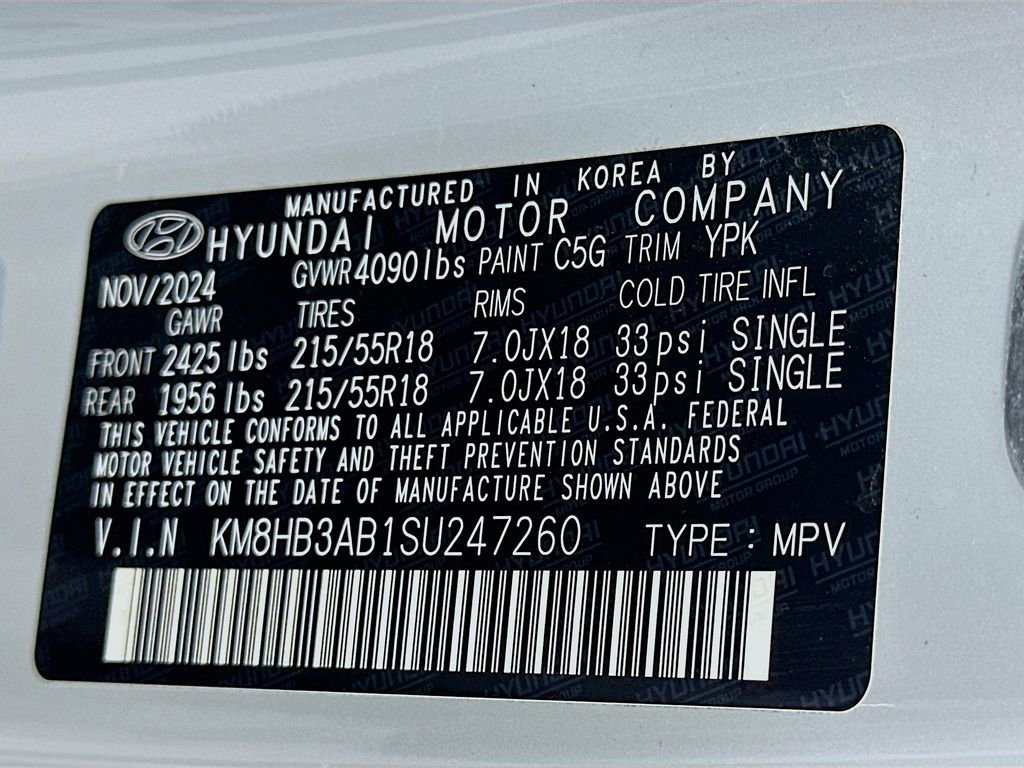 MANUFACTURED IN KOREA BY
HYUNDAI MOTOR COMPANY
NOV/2024 GVWR 4090 lbs PAINT C5G TRIM YPK
GAWR TIRES RIMS COLD TIRE INFL
FRONT 2425 lbs 215/55R18 7.0JX18 33psi SINGLE
REAR 1956 lbs 215/55R18 7.0JX18 33psi SINGLE
THIS VEHICLE CONFORMS TO ALL APPLICABLE U.S.A. FEDERAL
MOTOR VEHICLE SAFETY AND THEFT PREVENTION STANDARDS
IN EFFECT ON THE DATE OF MANUFACTURE SHOWN ABOVE
V.I.N KM8HB3AB1SU247260 TYPE : MPV
HYUNDAI
MOTOR GROUP